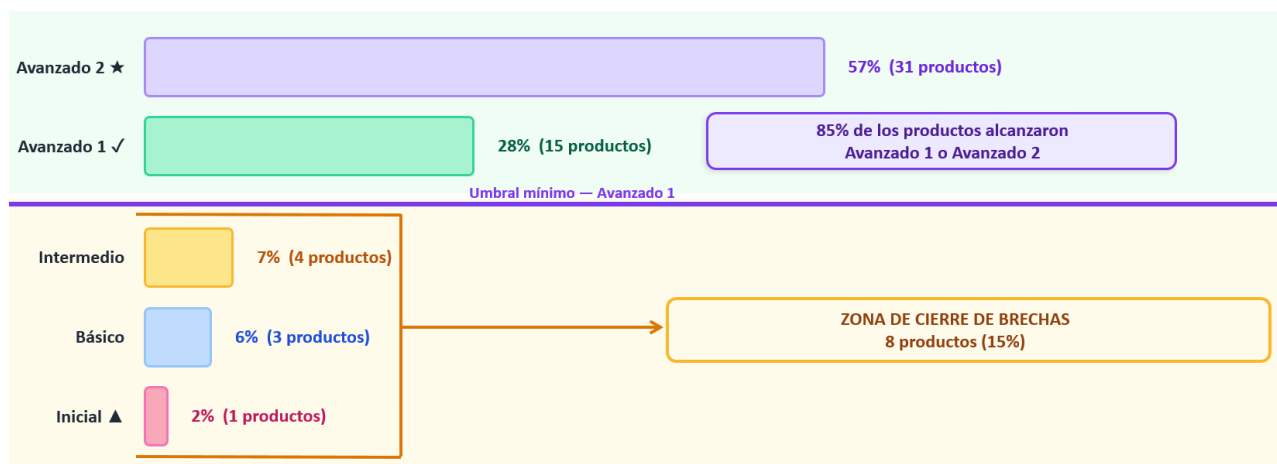 Avanzado 2 ★
57% (31 productos)
Avanzado 1 ✓
28% (15 productos)
85% de los productos alcanzaron
Avanzado 1 o Avanzado 2
Umbral mínimo — Avanzado 1
Intermedio
7% (4 productos)
Básico
6% (3 productos)
ZONA DE CIERRE DE BRECHAS
8 productos (15%)
Inicial ▲
2% (1 productos)